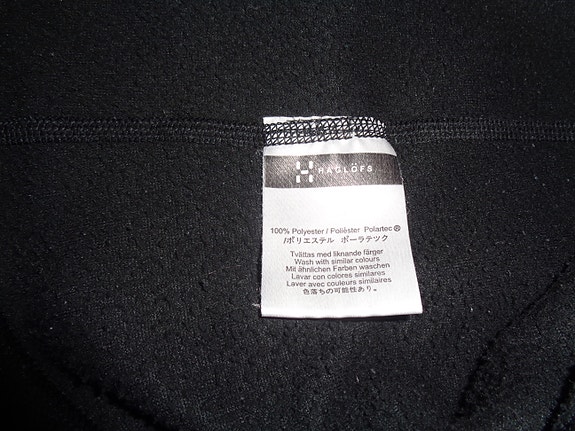 HAGLÖFS
100% Polyester / Poliéster Polartec®
/ポリエステル ポーラテック
Tvättas med liknande färger
Wash with similar colours
Mit ähnlichen Farben waschen
Lavar con colores similares
Laver avec couleurs similaires
色落ちの可能性あり。